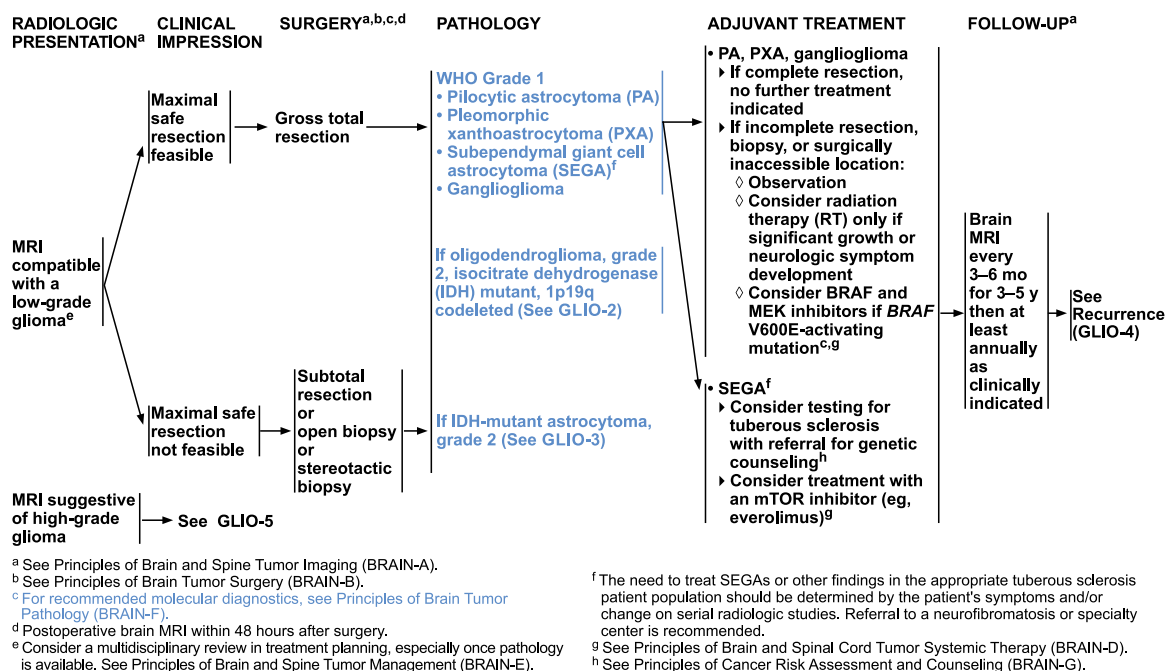 RADIOLOGIC
PRESENTATIONa
CLINICAL
IMPRESSION
SURGERYa,b,c,d
PATHOLOGY
ADJUVANT TREATMENT
FOLLOW-UPa
MRI
compatible
with a
low-grade
gliomae
Maximal
safe
resection
feasible
Gross total
resection
Maximal safe
resection
not feasible
Subtotal
resection
or
open biopsy
or
stereotactic
biopsy
WHO Grade 1
• Pilocytic astrocytoma (PA)
• Pleomorphic
xanthoastrocytoma (PXA)
• Subependymal giant cell
astrocytoma (SEGA)f
• Ganglioglioma
If oligodendroglioma, grade
2, isocitrate dehydrogenase
(IDH) mutant, 1p19q
codeleted (See GLIO-2)
If IDH-mutant astrocytoma,
grade 2 (See GLIO-3)
• PA, PXA, ganglioglioma
▸ If complete resection,
no further treatment
indicated
▸ If incomplete resection,
biopsy, or surgically
inaccessible location:
◊ Observation
◊ Consider radiation
therapy (RT) only if
significant growth or
neurologic symptom
development
◊ Consider BRAF and
MEK inhibitors if BRAF
V600E-activating
mutationc,g
• SEGAf
▸ Consider testing for
tuberous sclerosis
with referral for genetic
counselingh
▸ Consider treatment with
an mTOR inhibitor (eg,
everolimus)g
Brain
MRI
every
3–6 mo
for 3–5 y
then at
least
annually
as
clinically
indicated
See
Recurrence
(GLIO-4)
MRI suggestive
of high-grade
glioma
See GLIO-5
a See Principles of Brain and Spine Tumor Imaging (BRAIN-A).
b See Principles of Brain Tumor Surgery (BRAIN-B).
c For recommended molecular diagnostics, see Principles of Brain Tumor
Pathology (BRAIN-F).
d Postoperative brain MRI within 48 hours after surgery.
e Consider a multidisciplinary review in treatment planning, especially once pathology
is available. See Principles of Brain and Spine Tumor Management (BRAIN-E).
f The need to treat SEGAs or other findings in the appropriate tuberous sclerosis
patient population should be determined by the patient's symptoms and/or
change on serial radiologic studies. Referral to a neurofibromatosis or specialty
center is recommended.
g See Principles of Brain and Spinal Cord Tumor Systemic Therapy (BRAIN-D).
h See Principles of Cancer Risk Assessment and Counseling (BRAIN-G).